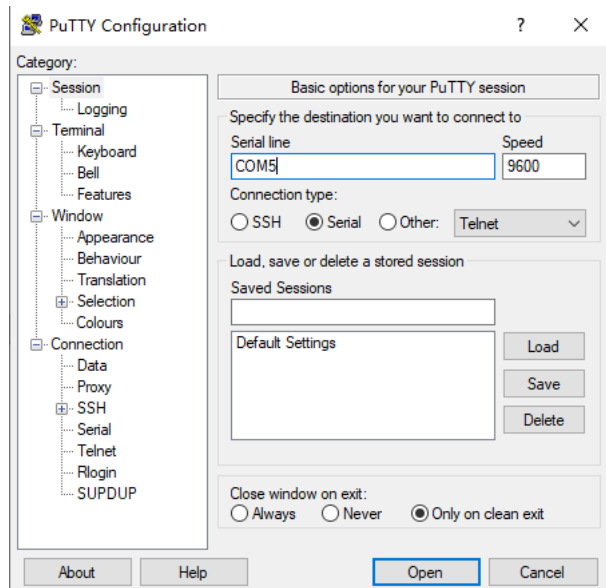 PuTTY Configuration
? ×
Category:
Session
Logging
Terminal
Keyboard
Bell
Features
Window
Appearance
Behaviour
Translation
Selection
Colours
Connection
Data
Proxy
SSH
Serial
Telnet
Rlogin
SUPDUP
Basic options for your PuTTY session
Specify the destination you want to connect to
Serial line Speed
COM5 9600
Connection type:
SSH Serial Other: Telnet
Load, save or delete a stored session
Saved Sessions
Default Settings
Load
Save
Delete
Close window on exit:
Always Never Only on clean exit
About Help Open Cancel